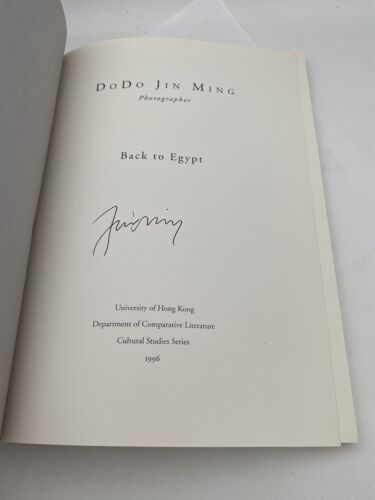 DODO JIN MING
Photographer
Back to Egypt
University of Hong Kong
Department of Comparative Literature
Cultural Studies Series
1996